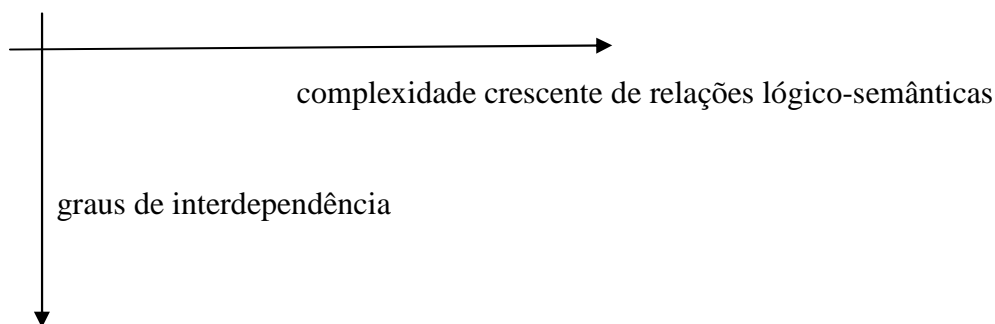 complexidade crescente de relações lógico-semânticas
graus de interdependência